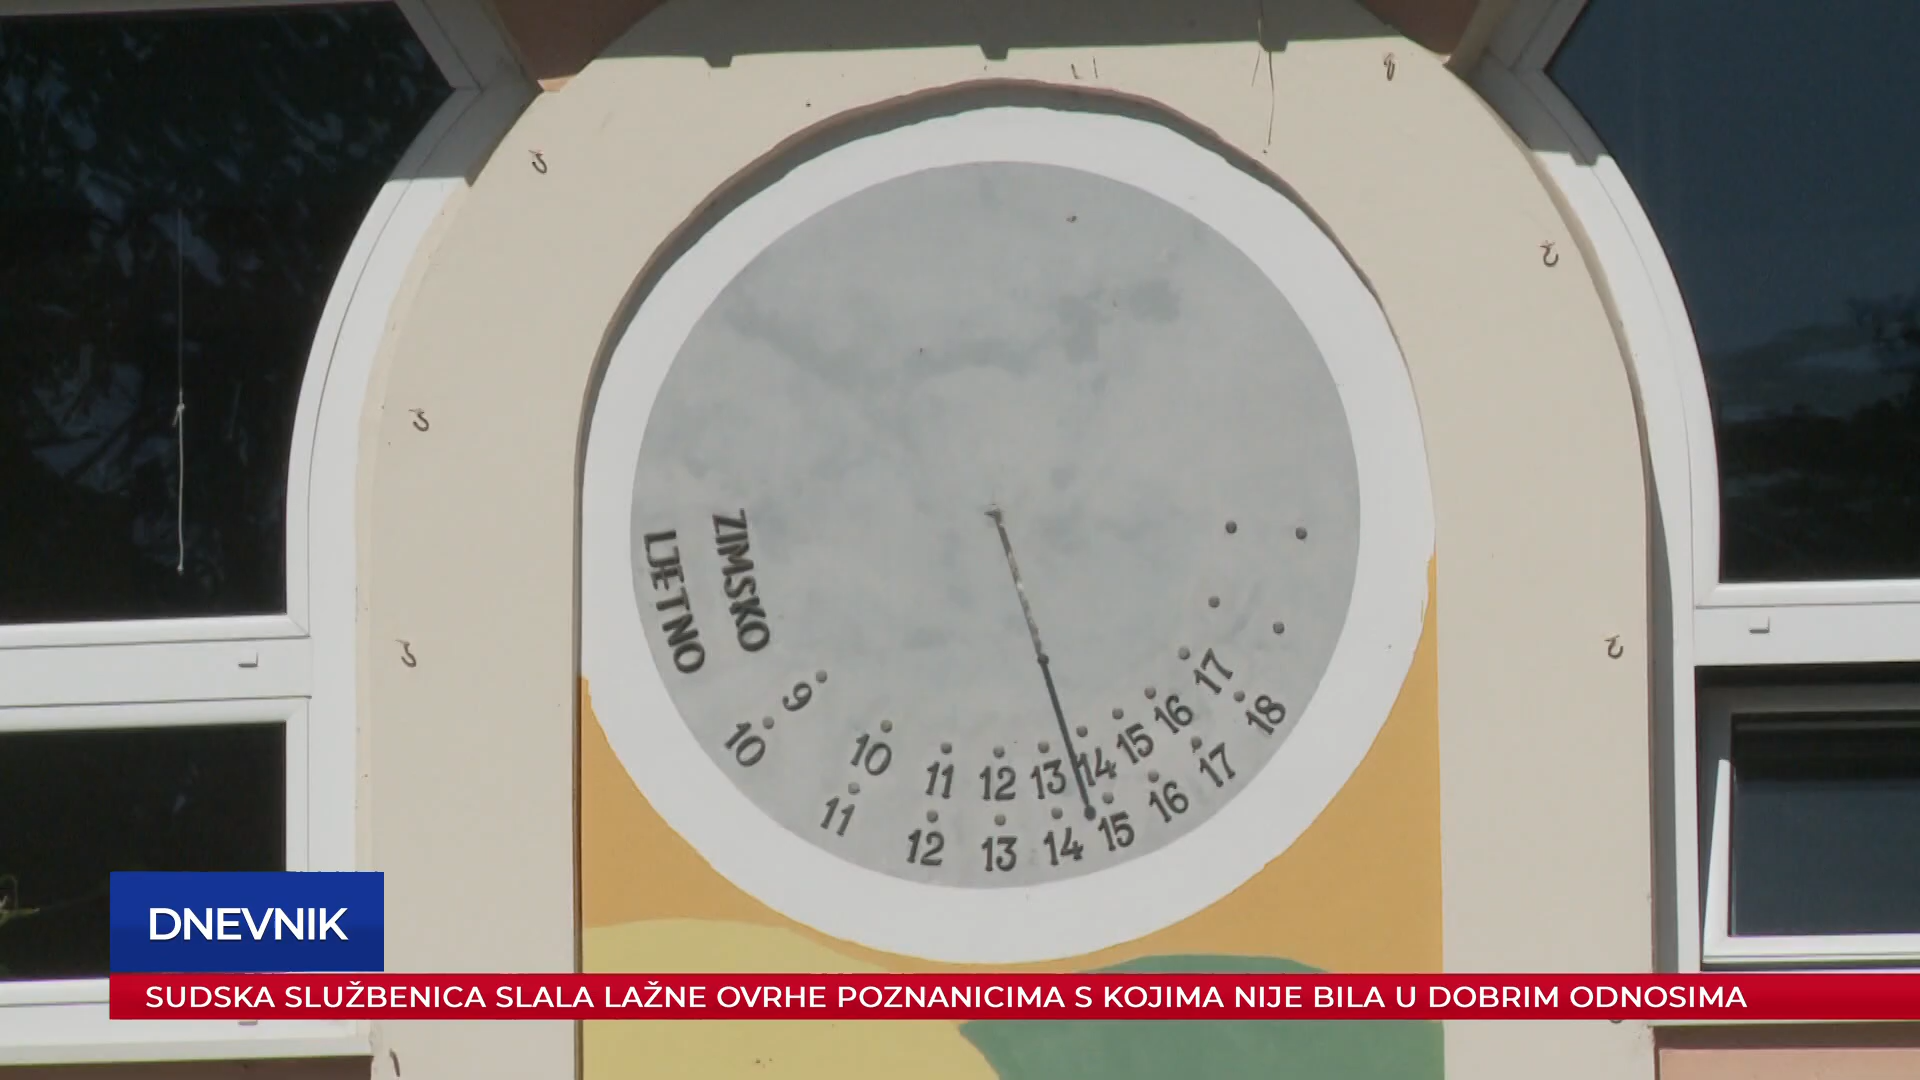 ZIMSKO
LJETNO
9 10 11 12 13 14 15 16 17
10 11 12 13 14 15 16 17 18
DNEVNIK
SUDSKA SLUŽBENICA SLALA LAŽNE OVRHE POZNANICIMA S KOJIMA NIJE BILA U DOBRIM ODNOSIMA